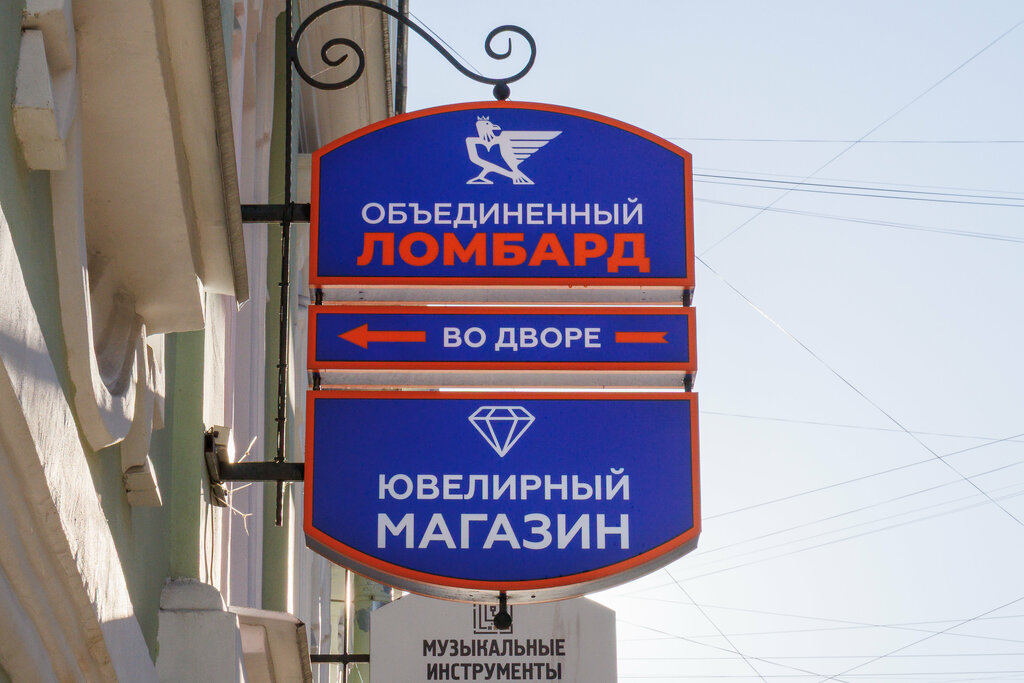 ОБЪЕДИНЕННЫЙ
ЛОМБАРД
ВО ДВОРЕ
ЮВЕЛИРНЫЙ
МАГАЗИН
МУЗЫКАЛЬНЫЕ
ИНСТРУМЕНТЫ